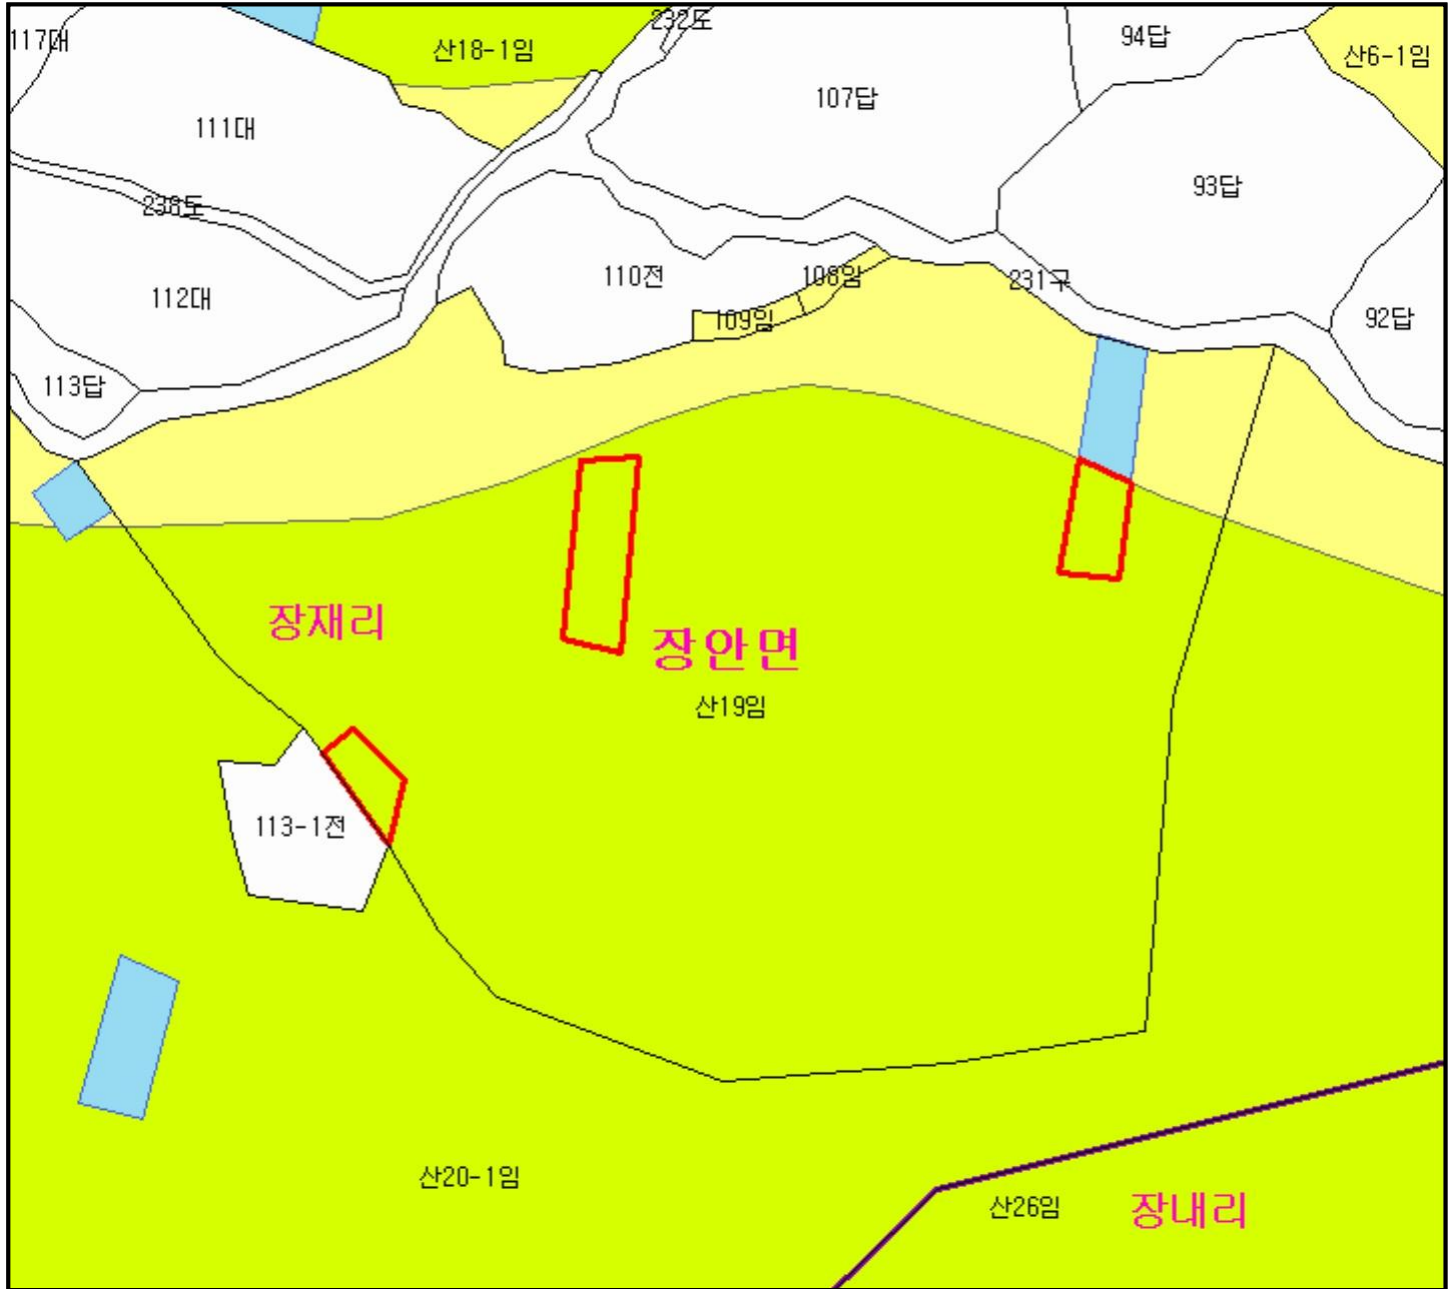 117대
232도
94답
산18-1임
산6-1임
107답
111대
93답
236도
110전
108임
231구
112대
109임
92답
113답
장재리
장안면
산19임
113-1전
산20-1임
산26임
장내리